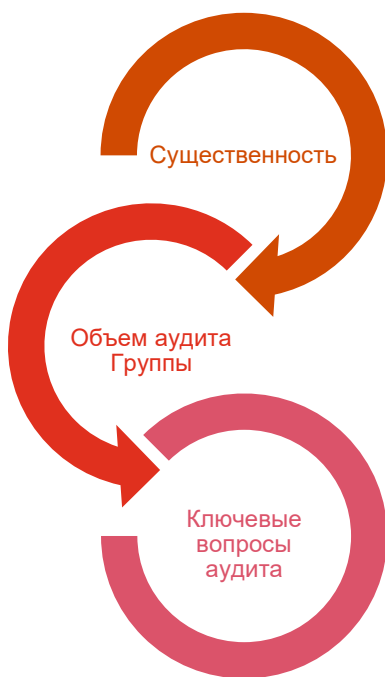 Существенность
Объем аудита
Группы
Ключевые
вопросы
аудита